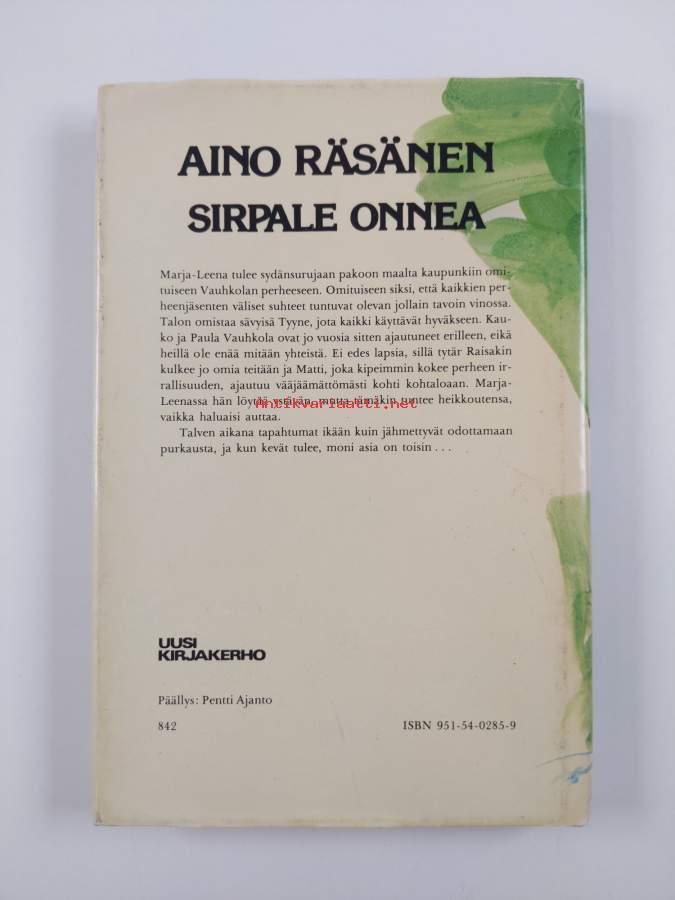 AINO RÄSÄNEN
SIRPALE ONNEA
Marja-Leena tulee sydänsurujaan pakoon maalta kaupunkiin omi-
tuiseen Vauhkolan perheeseen. Omituiseen siksi, että kaikkien per-
heenjäsenten väliset suhteet tuntuvat olevan jollain tavoin vinossa.
Talon omistaa sävyisä Tyyne, jota kaikki käyttävät hyväkseen. Kau-
ko ja Paula Vauhkola ovat jo vuosia sitten ajautuneet erilleen, eikä
heillä ole enää mitään yhteistä. Ei edes lapsia, sillä tytär Raisakin
kulkee jo omia teitään ja Matti, joka kipeimmin kokee perheen ir-
rallisuuden, ajautuu vääjäämättömästi kohti kohtaloaan. Marja-
Leenassa hän löytää ystävän, mutta tämäkin tuntee heikkoutensa,
Antikvariaatti.net
vaikka haluaisi auttaa.
Talven aikana tapahtumat ikään kuin jähmettyvät odottamaan
purkausta, ja kun kevät tulee, moni asia on toisin . . .
UUSI
KIRJAKERHO
Päällys: Pentti Ajanto
842 ISBN 951-54-0285-9